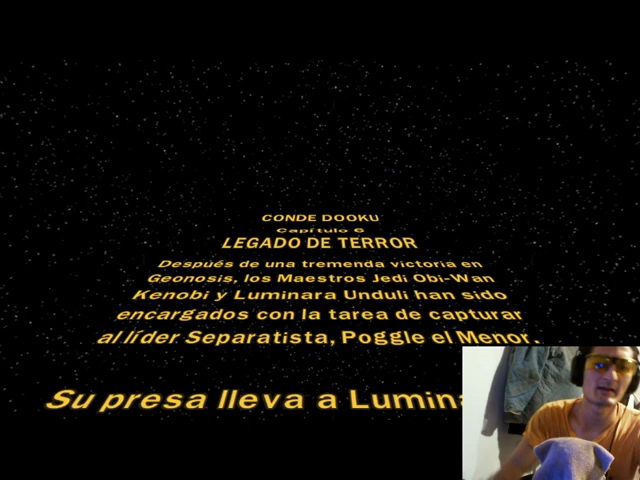 CONDE DOOKU
Capítulo 6
LEGADO DE TERROR
Después de una tremenda victoria en
Geonosis, los Maestros Jedi Obi-Wan
Kenobi y Luminara Unduli han sido
encargados con la tarea de capturar
al líder Separatista, Poggle el Menor.
Su presa lleva a